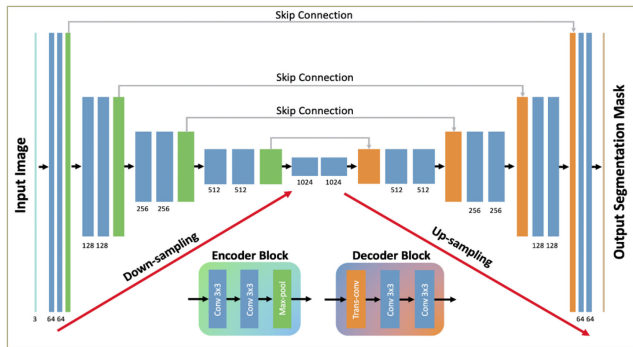 Skip Connection
Skip Connection
Skip Connection
Input Image
Output Segmentation Mask
3
64 64
128 128
256 256
512 512
1024 1024
512 512
256 256
128 128
64 64
Down-sampling
Up-sampling
Encoder Block
Conv 3x3
Conv 3x3
Max-pool
Decoder Block
Trans-conv
Conv 3x3
Conv 3x3